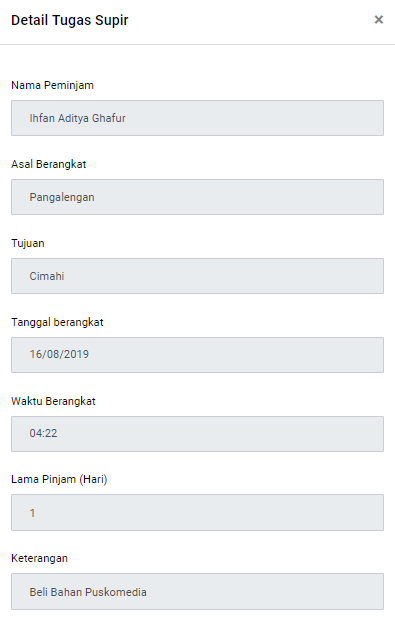 Detail Tugas Supir ×
Nama Peminjam
Ihfan Aditya Ghafur
Asal Berangkat
Pangalengan
Tujuan
Cimahi
Tanggal berangkat
16/08/2019
Waktu Berangkat
04:22
Lama Pinjam (Hari)
1
Keterangan
Beli Bahan Puskomedia